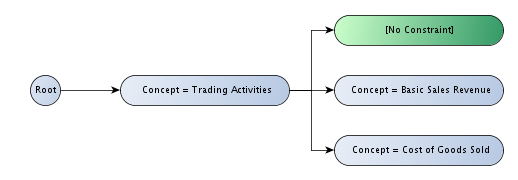 [No Constraint]
Root
Concept = Trading Activities
Concept = Basic Sales Revenue
Concept = Cost of Goods Sold